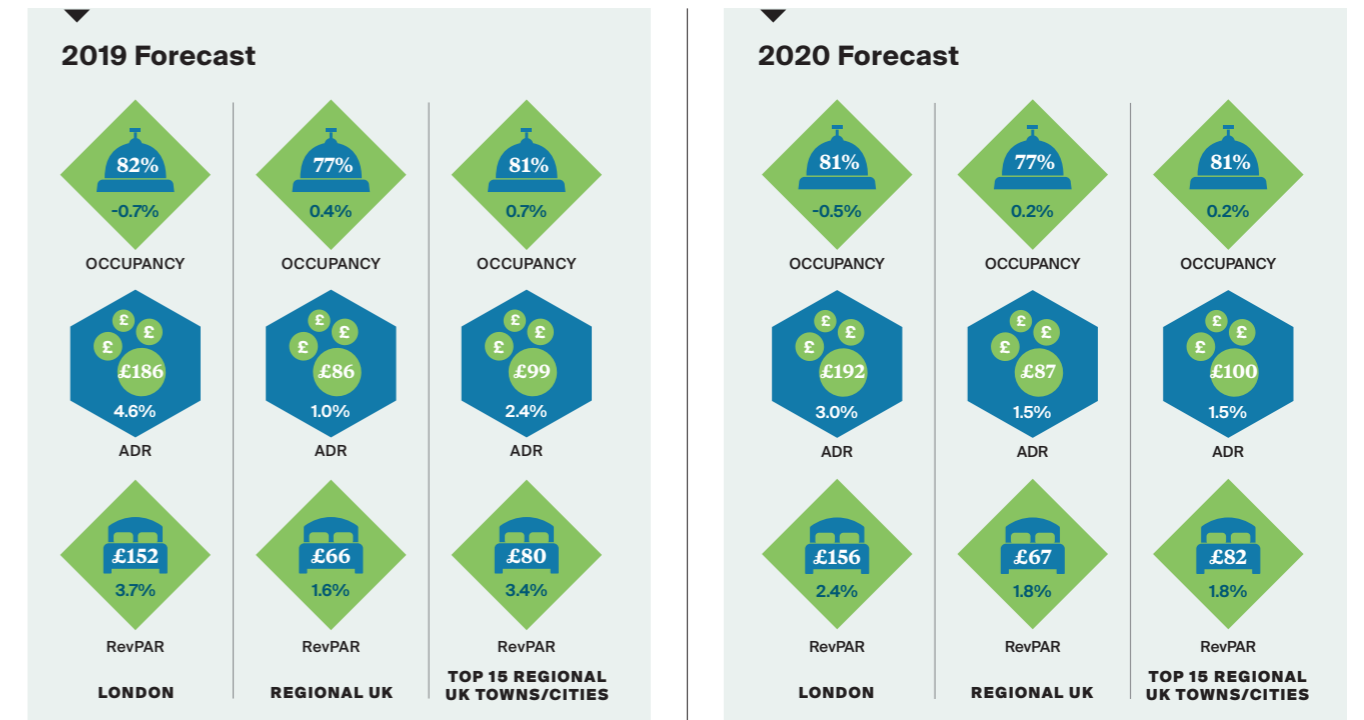 2019 Forecast
82%
-0.7%
OCCUPANCY
£
£
£
£186
4.6%
ADR
£152
3.7%
RevPAR
LONDON
77%
0.4%
OCCUPANCY
£
£
£
£86
1.0%
ADR
£66
1.6%
RevPAR
REGIONAL UK
81%
0.7%
OCCUPANCY
£
£
£
£99
2.4%
ADR
£80
3.4%
RevPAR
TOP 15 REGIONAL
UK TOWNS/CITIES
2020 Forecast
81%
-0.5%
OCCUPANCY
£
£
£
£192
3.0%
ADR
£156
2.4%
RevPAR
LONDON
77%
0.2%
OCCUPANCY
£
£
£
£87
1.5%
ADR
£67
1.8%
RevPAR
REGIONAL UK
81%
0.2%
OCCUPANCY
£
£
£
£100
1.5%
ADR
£82
1.8%
RevPAR
TOP 15 REGIONAL
UK TOWNS/CITIES